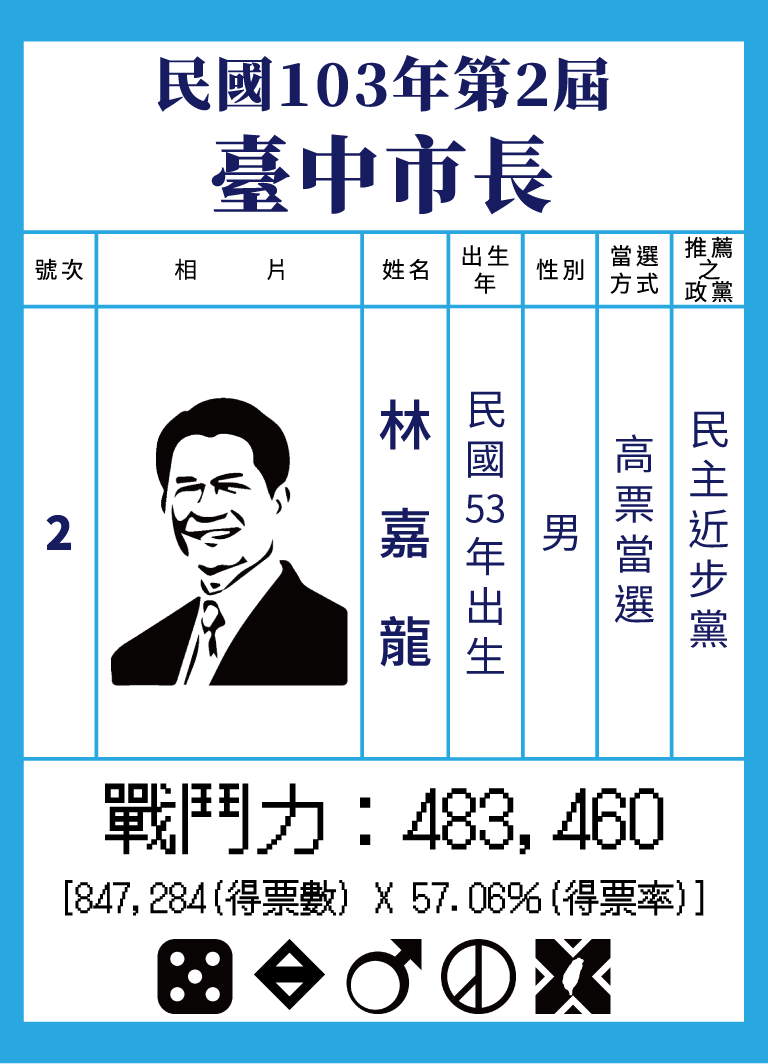 民國103年第2屆
臺中市長
號次
相片
姓名
出生年
性別
當選方式
推薦之政黨
2
林嘉龍
民國53年出生
男
高票當選
民主近步黨
戰鬥力：483,460
[847,284(得票數) X 57.06%(得票率)]